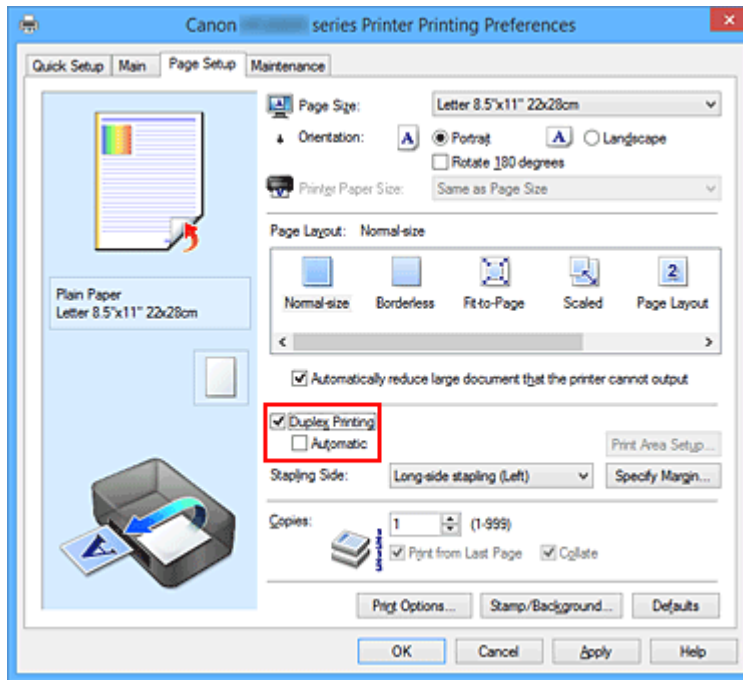 Canon series Printer Printing Preferences
Quick Setup Main Page Setup Maintenance
Page Size: Letter 8.5"x11" 22x28cm
Orientation: A Portrait A Landscape
Rotate 180 degrees
Printer Paper Size: Same as Page Size
Page Layout: Normal-size
2
Normal-size Borderless Fit-to-Page Scaled Page Layout
Plain Paper
Letter 8.5"x11" 22x28cm
Automatically reduce large document that the printer cannot output
Duplex Printing
Automatic
Print Area Setup...
Stapling Side: Long-side stapling (Left) Specify Margin...
Copies: 1 (1-999)
Print from Last Page Collate
A
Print Options... Stamp/Background... Defaults
OK Cancel Apply Help